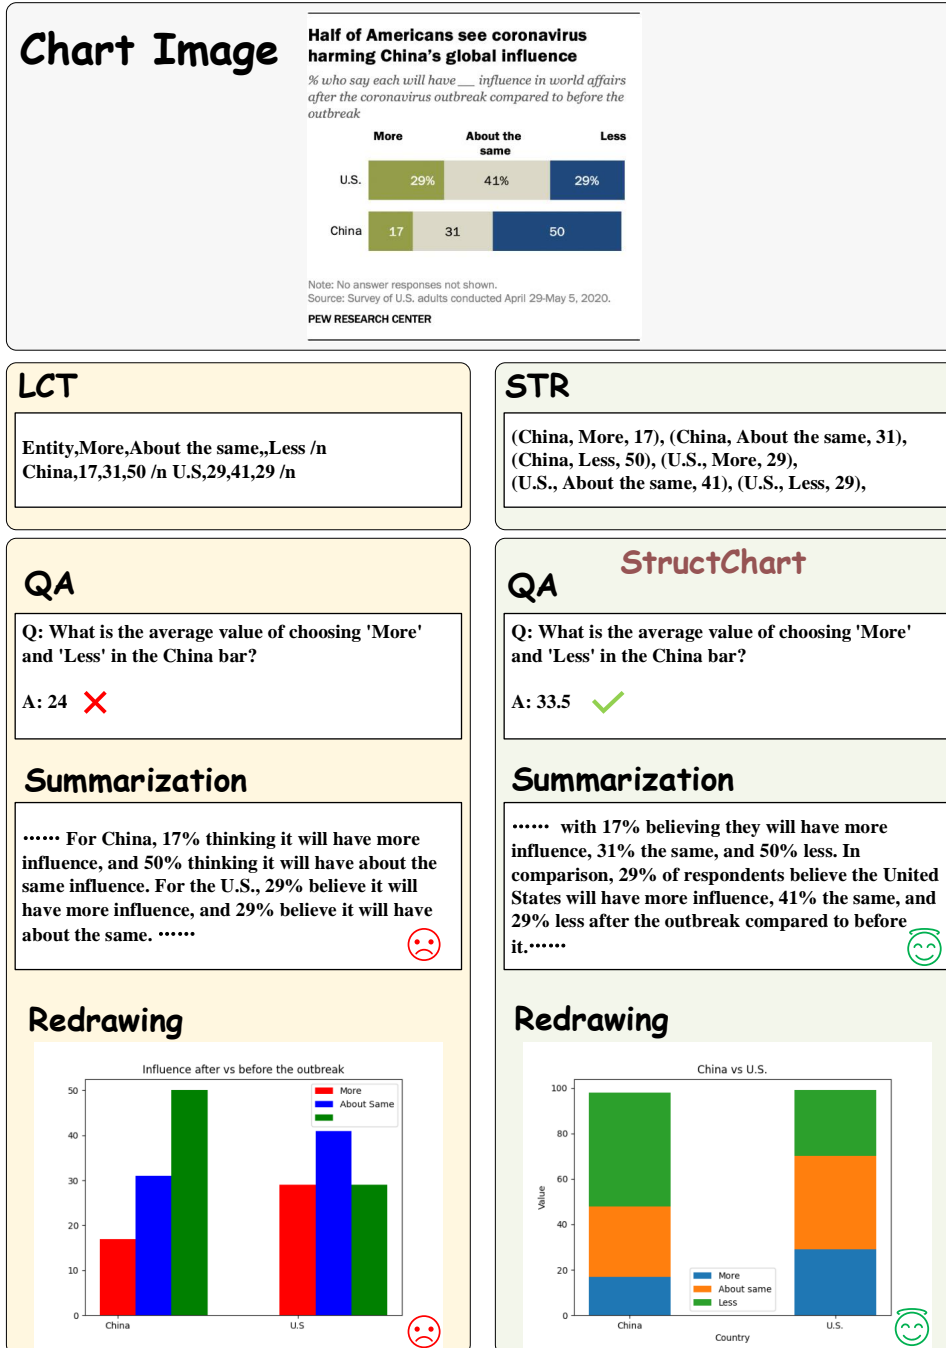 Chart Image
Half of Americans see coronavirus
harming China's global influence
% who say each will have __ influence in world affairs
after the coronavirus outbreak compared to before the
outbreak
More About the Less
same
U.S. 29% 41% 29%
China 17 31 50
Note: No answer responses not shown.
Source: Survey of U.S. adults conducted April 29-May 5, 2020.
PEW RESEARCH CENTER
LCT
Entity,More,About the same,,Less /n
China,17,31,50 /n U.S,29,41,29 /n
STR
(China, More, 17), (China, About the same, 31),
(China, Less, 50), (U.S., More, 29),
(U.S., About the same, 41), (U.S., Less, 29),
QA
Q: What is the average value of choosing 'More'
and 'Less' in the China bar?
A: 24
Summarization
...... For China, 17% thinking it will have more
influence, and 50% thinking it will have about the
same influence. For the U.S., 29% believe it will
have more influence, and 29% believe it will have
about the same. ......
Redrawing
Influence after vs before the outbreak
More
About Same
50
40
30
20
10
0
China U.S
StructChart
QA
Q: What is the average value of choosing 'More'
and 'Less' in the China bar?
A: 33.5
Summarization
...... with 17% believing they will have more
influence, 31% the same, and 50% less. In
comparison, 29% of respondents believe the United
States will have more influence, 41% the same, and
29% less after the outbreak compared to before
it.......
Redrawing
China vs U.S.
100
80
60
40
20
0
Value
More
About same
Less
China U.S.
Country